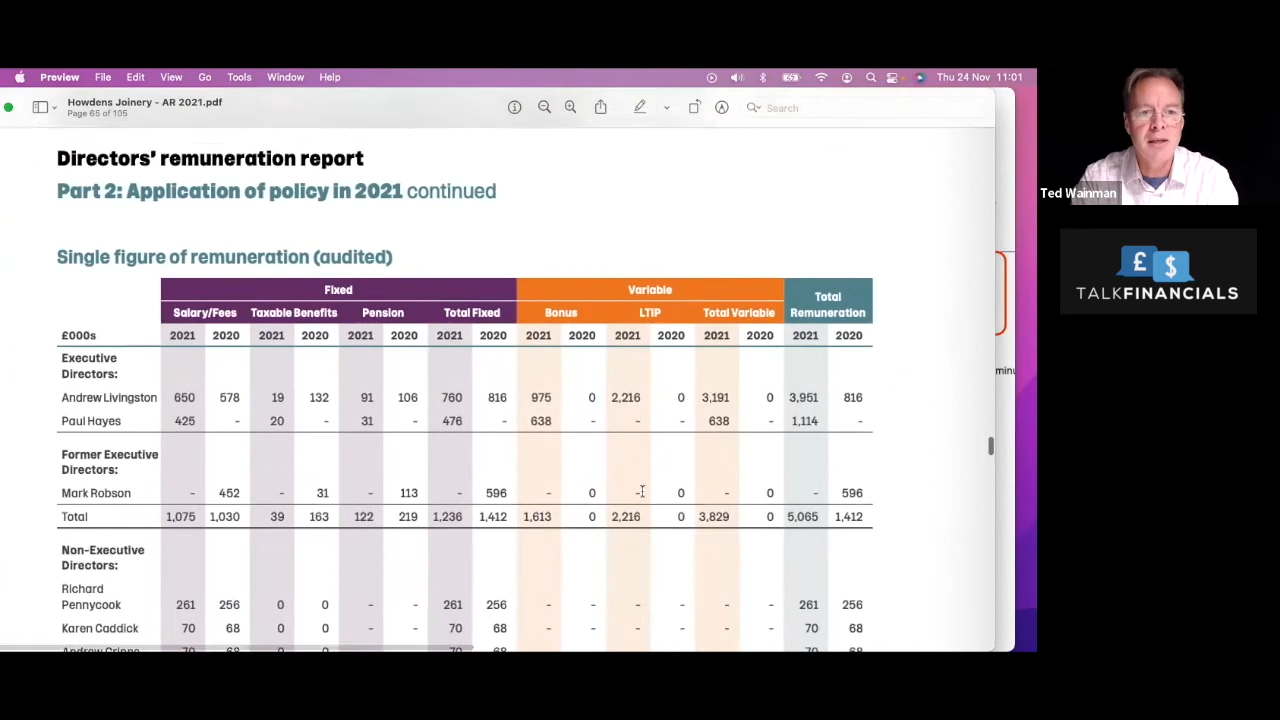 Preview File Edit View Go Tools Window Help Thu 24 Nov 11:01
Howdens Joinery - AR 2021.pdf
Page 65 of 105
Search
Directors' remuneration report
Part 2: Application of policy in 2021 continued
Single figure of remuneration (audited)
Fixed Variable Total Remuneration
Salary/Fees Taxable Benefits Pension Total Fixed Bonus LTIP Total Variable
£000s 2021 2020 2021 2020 2021 2020 2021 2020 2021 2020 2021 2020 2021 2020 2021 2020
Executive
Directors:
Andrew Livingston 650 578 19 132 91 106 760 816 975 0 2,216 0 3,191 0 3,951 816
Paul Hayes 425 - 20 - 31 - 476 - 638 - - - 638 - 1,114 -
Former Executive
Directors:
Mark Robson - 452 - 31 - 113 - 596 - 0 - 0 - 0 - 596
Total 1,075 1,030 39 163 122 219 1,236 1,412 1,613 0 2,216 0 3,829 0 5,065 1,412
Non-Executive
Directors:
Richard
Pennycook 261 256 0 0 - - 261 256 - - - - - - 261 256
Karen Caddick 70 68 0 0 - - 70 68 - - - - - - 70 68
Ted Wainman
£ $
TALKFINANCIALS